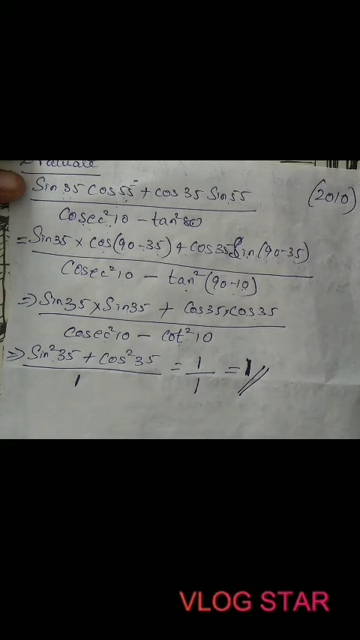 Evaluate
Sin 35 Cos 55 + cos 35 Sin 55 (2010)
Cosec²10 – tan²80
= Sin 35 × cos(90-35) + cos 35 Sin (90-35)
Cosec²10 – tan²(90-10)
⇒ Sin 35 × Sin 35 + Cos 35 × cos 35
Cosec²10 – cot²10
⇒ Sin²35 + cos²35 = 1 = 1
1 1
VLOG STAR